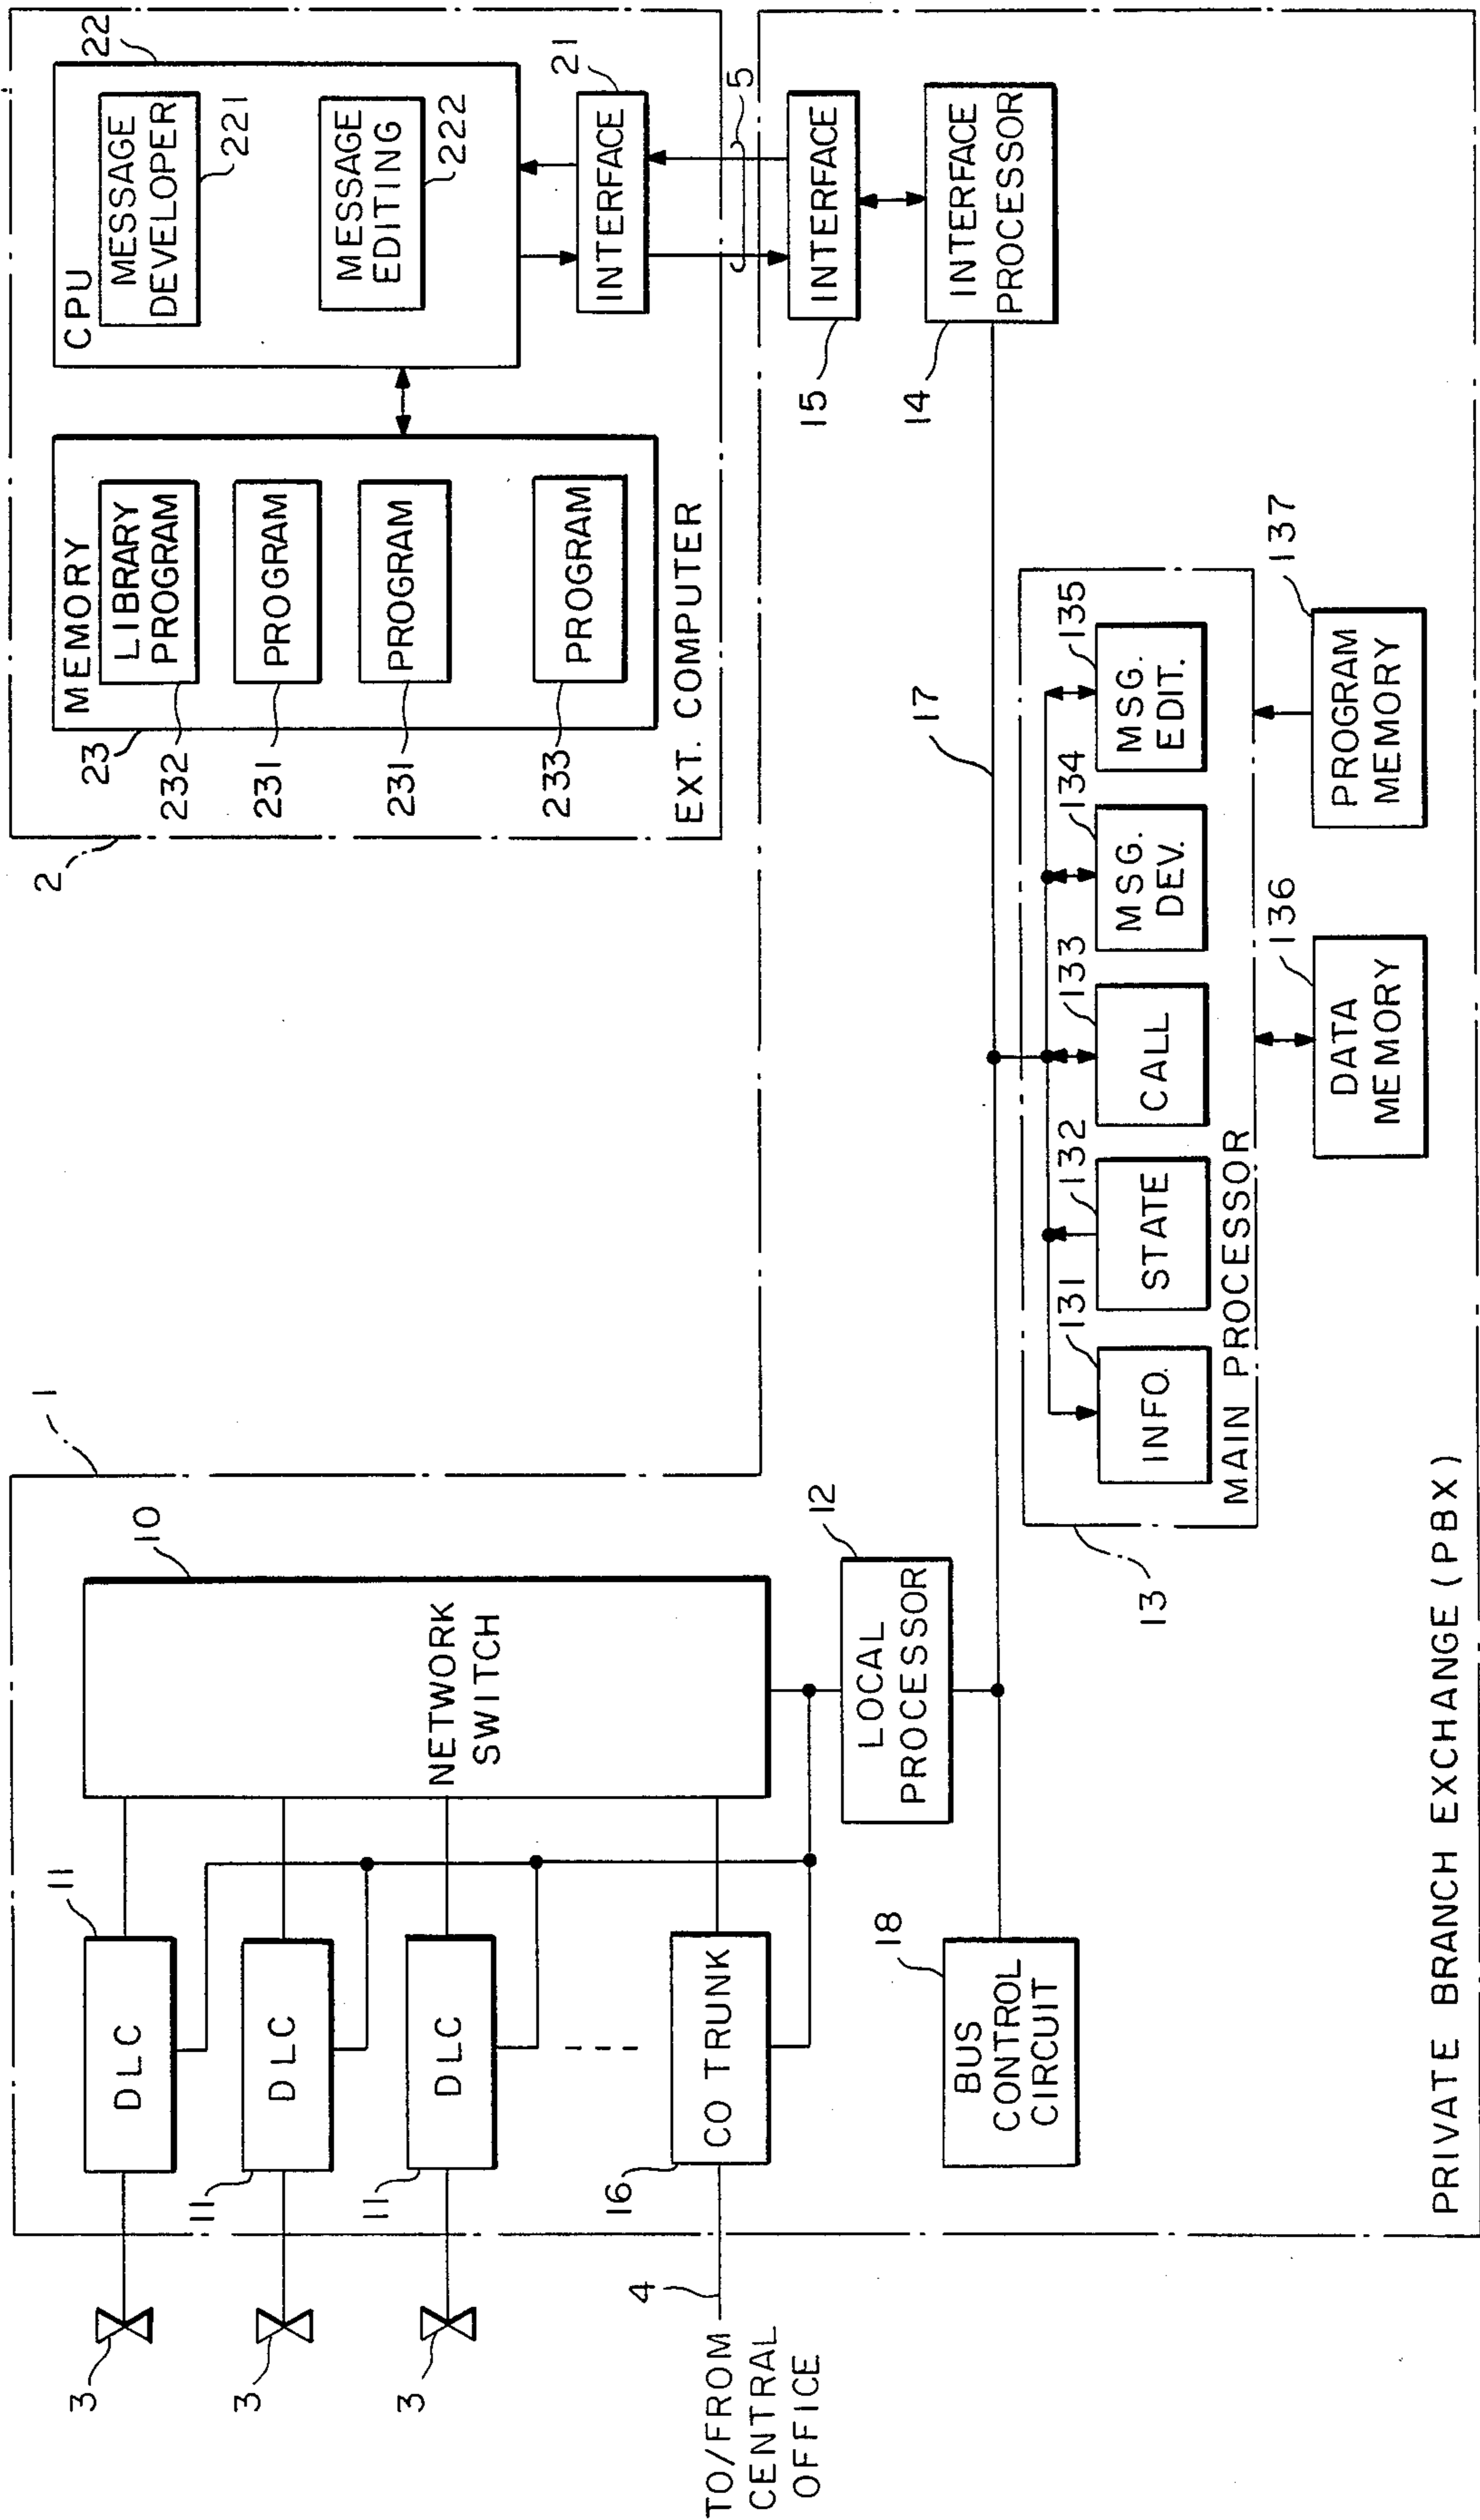 1
10
NETWORK
SWITCH
11
DLC
11
DLC
11
DLC
16
CO TRUNK
3
3
3
4
TO/FROM
CENTRAL
OFFICE
12
LOCAL
PROCESSOR
18
BUS
CONTROL
CIRCUIT
2
23
MEMORY
232
LIBRARY
PROGRAM
231
PROGRAM
231
PROGRAM
233
PROGRAM
EXT. COMPUTER
22
CPU
MESSAGE
DEVELOPER
221
MESSAGE
EDITING
222
21
INTERFACE
5
15
INTERFACE
14
INTERFACE
PROCESSOR
17
13
131
INFO.
132
STATE
133
CALL
134
MSG.
DEV.
135
MSG.
EDIT.
MAIN PROCESSOR
136
DATA
MEMORY
137
PROGRAM
MEMORY
PRIVATE BRANCH EXCHANGE (PBX)